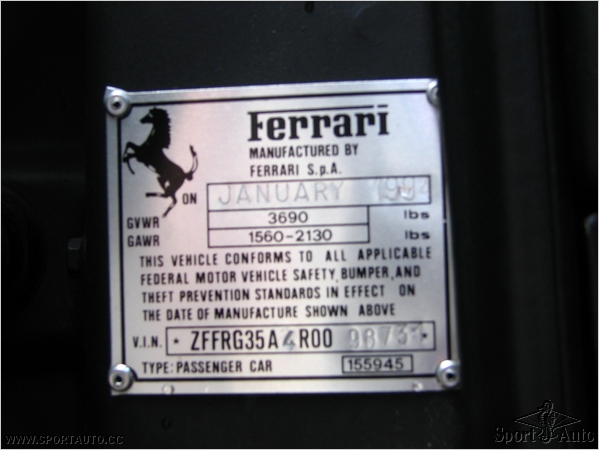 Ferrari
MANUFACTURED BY
FERRARI S.p.A.
ON JANUARY 1994
GVWR 3690 lbs
GAWR 1560-2130 lbs
THIS VEHICLE CONFORMS TO ALL APPLICABLE
FEDERAL MOTOR VEHICLE SAFETY, BUMPER, AND
THEFT PREVENTION STANDARDS IN EFFECT ON
THE DATE OF MANUFACTURE SHOWN ABOVE
V.I.N. * ZFFRG35A4R00 *
TYPE: PASSENGER CAR 155945
WWW.SPORTAUTO.CC
Sport Auto